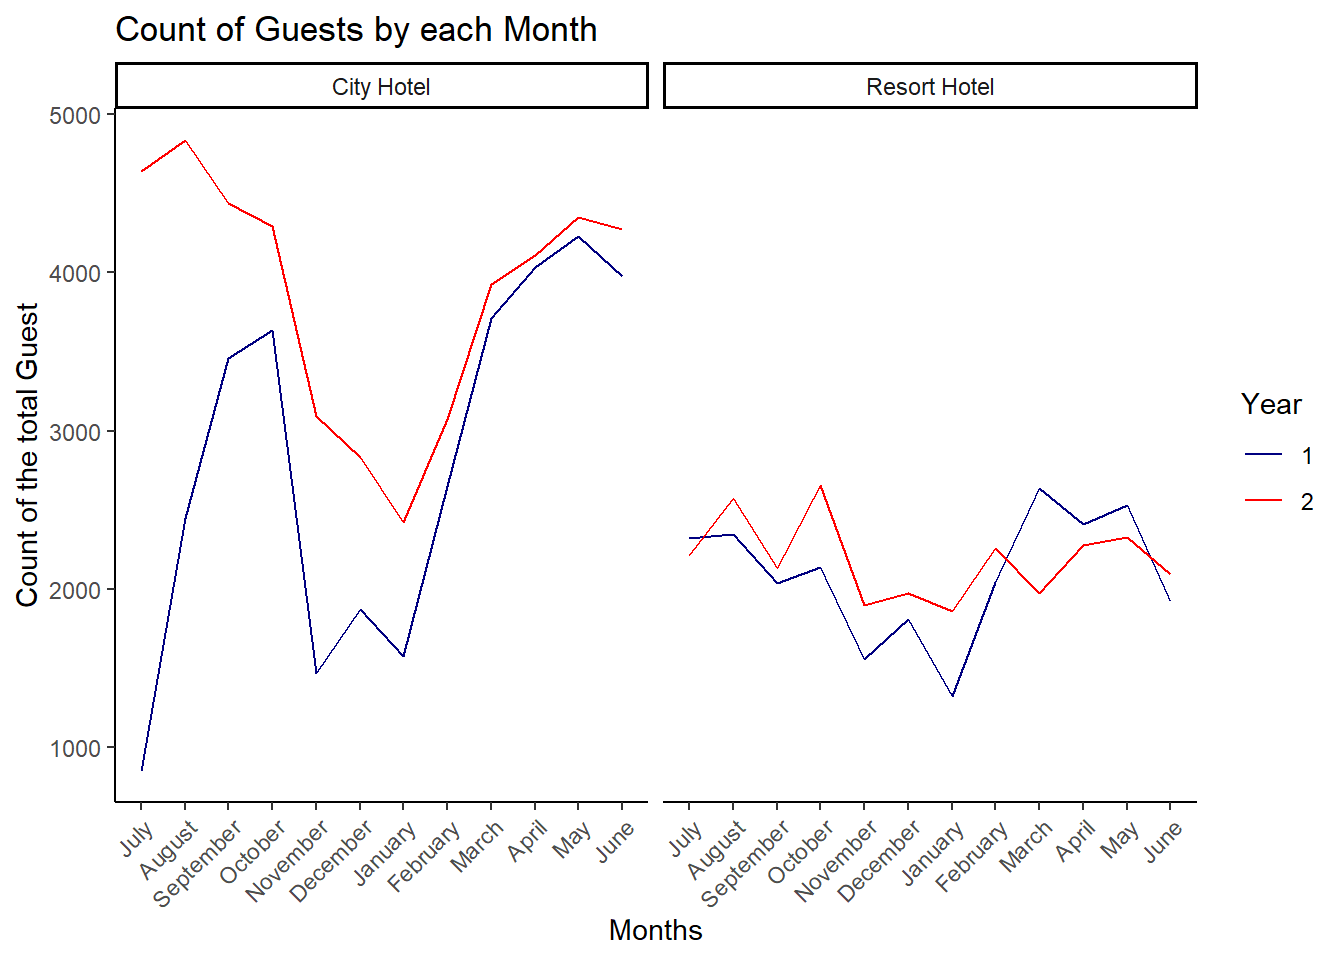 Count of Guests by each Month
City Hotel
Resort Hotel
5000
4000
3000
2000
1000
Count of the total Guest
July
August
September
October
November
December
January
February
March
April
May
June
July
August
September
October
November
December
January
February
March
April
May
June
Months
Year
1
2